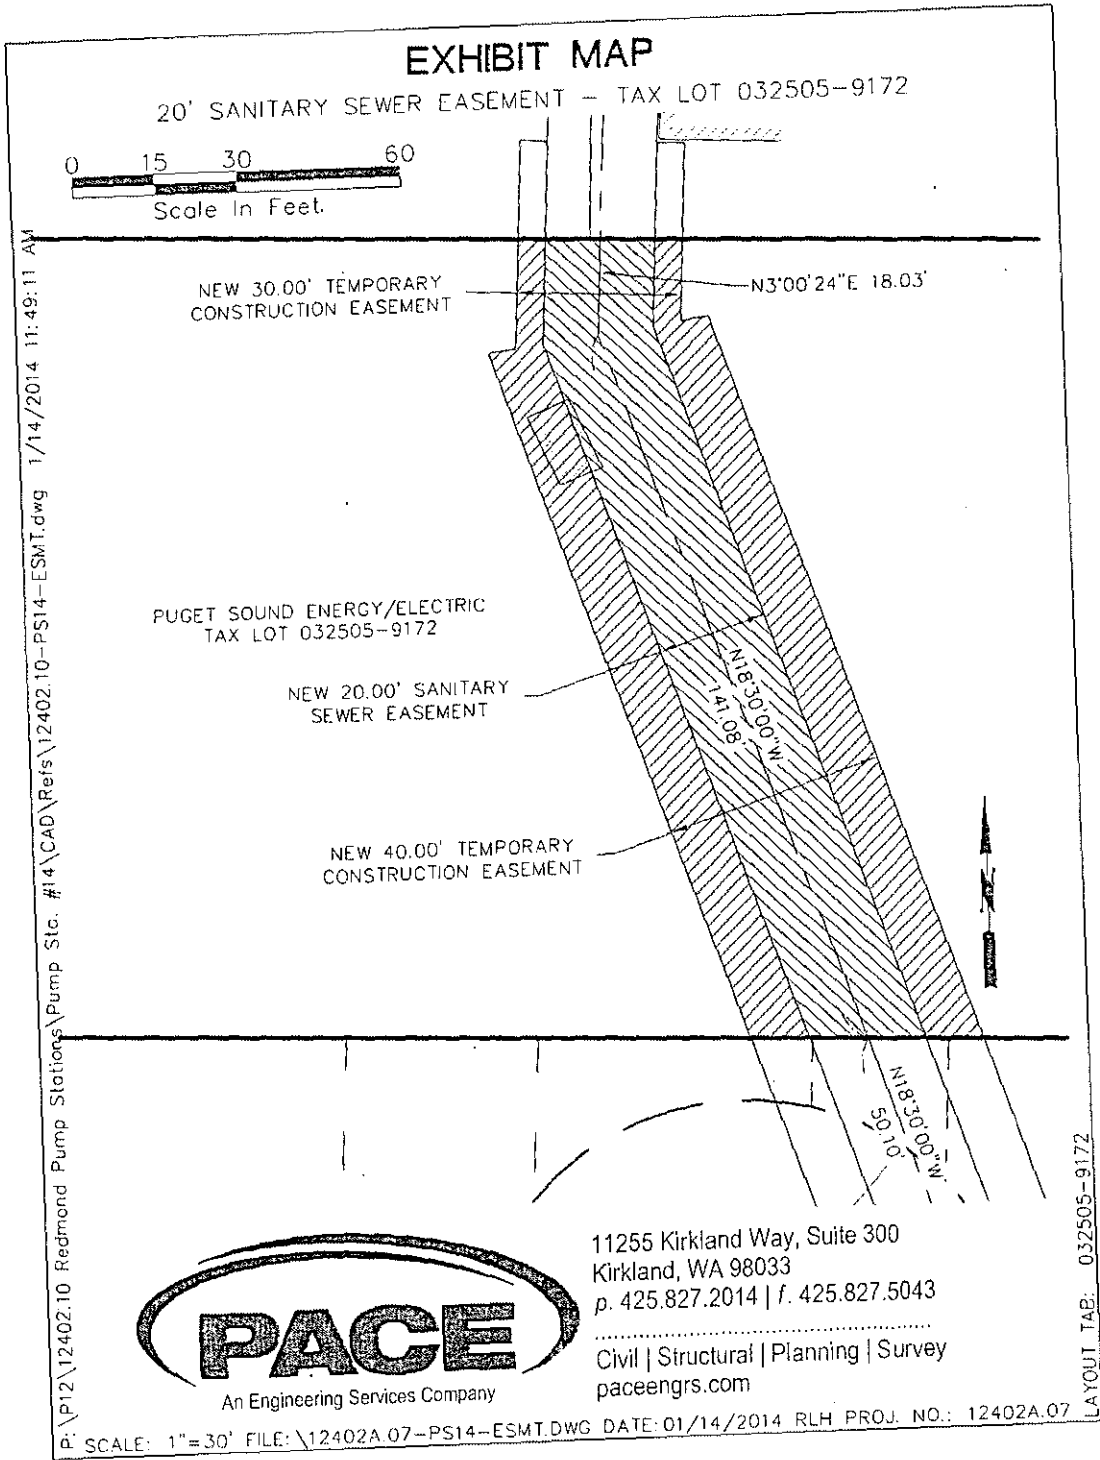 EXHIBIT MAP
20' SANITARY SEWER EASEMENT – TAX LOT 032505-9172
0 15 30 60
Scale In Feet.
NEW 30.00' TEMPORARY
CONSTRUCTION EASEMENT
N3°00'24"E 18.03'
PUGET SOUND ENERGY/ELECTRIC
TAX LOT 032505-9172
NEW 20.00' SANITARY
SEWER EASEMENT
N18°30'00"W
141.08'
NEW 40.00' TEMPORARY
CONSTRUCTION EASEMENT
N
N18°30'00"W
50.10'
PACE
An Engineering Services Company
11255 Kirkland Way, Suite 300
Kirkland, WA 98033
p. 425.827.2014 | f. 425.827.5043
Civil | Structural | Planning | Survey
paceengrs.com
SCALE: 1"=30' FILE: \12402A.07-PS14-ESMT.DWG DATE: 01/14/2014 RLH PROJ. NO.: 12402A.07
P:\P12\12402.10 Redmond Pump Stations\Pump Sta. #14\CAD\Refs\12402.10-PS14-ESMT.dwg 1/14/2014 11:49:11 AM
LAYOUT TAB: 032505-9172